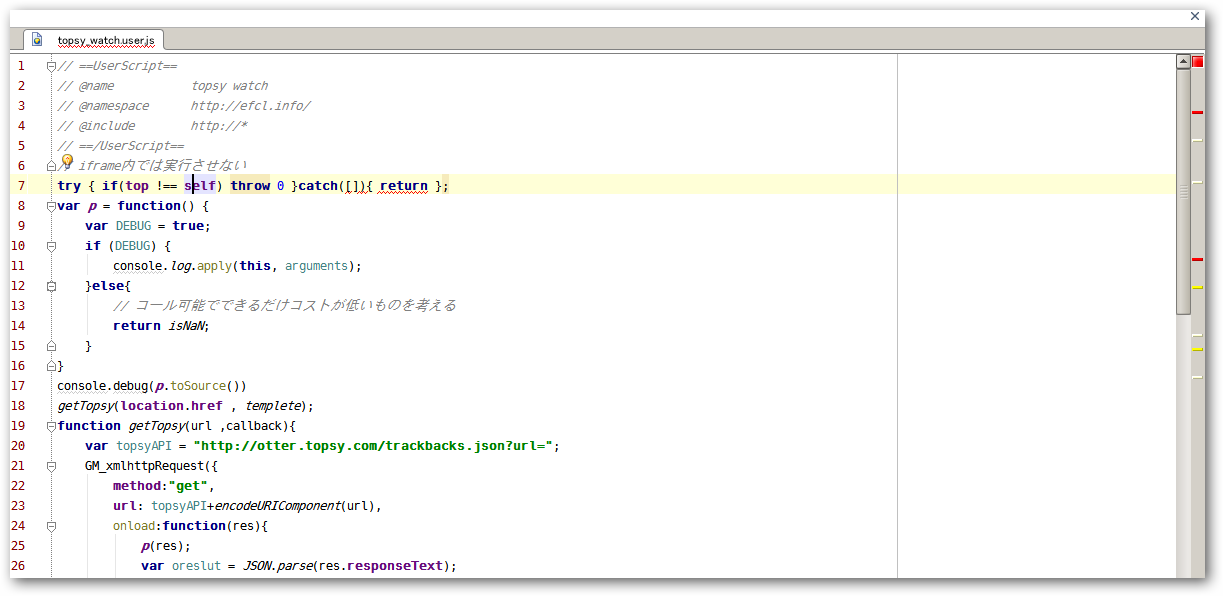 topsy_watch.user.js
1 // ==UserScript==
2 // @name           topsy watch
3 // @namespace      http://efcl.info/
4 // @include        http://*
5 // ==/UserScript==
6 // iframe内では実行させない
7 try { if(top !== self) throw 0 }catch([]){ return };
8 var p = function() {
9     var DEBUG = true;
10     if (DEBUG) {
11         console.log.apply(this, arguments);
12     }else{
13         // コール可能でできるだけコストが低いものを考える
14         return isNaN;
15     }
16 }
17 console.debug(p.toSource())
18 getTopsy(location.href , templete);
19 function getTopsy(url ,callback){
20     var topsyAPI = "http://otter.topsy.com/trackbacks.json?url=";
21     GM_xmlhttpRequest({
22         method:"get",
23         url: topsyAPI+encodeURIComponent(url),
24         onload:function(res){
25             p(res);
26             var oreslut = JSON.parse(res.responseText);